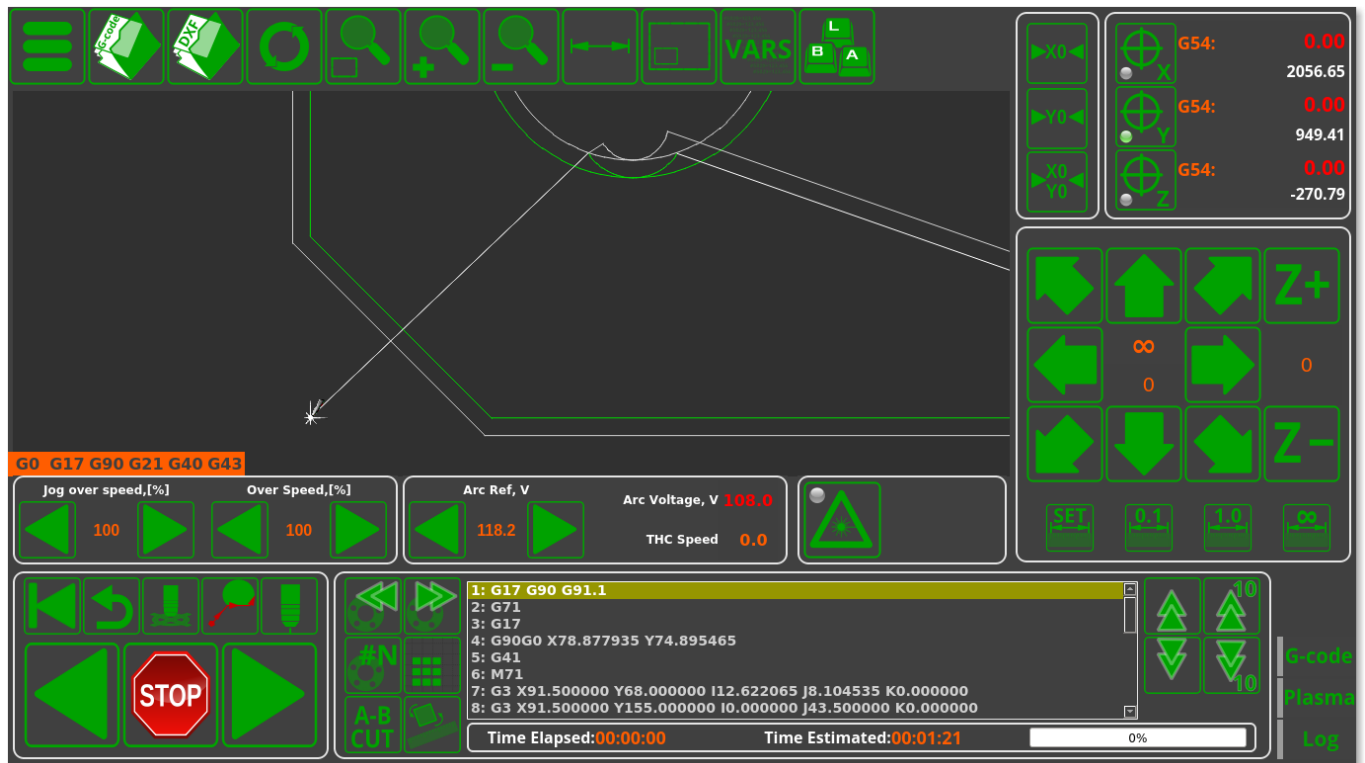 G-code
DXF
VARS
L
B
A
X0
Y0
X0
Y0
X
G54:
0.00
2056.65
Y
G54:
0.00
949.41
Z
G54:
0.00
-270.79
Z+
∞
0
0
Z-
SET
0.1
1.0
∞
G0 G17 G90 G21 G40 G43
Jog over speed,[%]
Over Speed,[%]
100
100
Arc Ref, V
118.2
Arc Voltage, V 108.0
THC Speed 0.0
STOP
#N
A-B
CUT
1: G17 G90 G91.1
2: G71
3: G17
4: G90G0 X78.877935 Y74.895465
5: G41
6: M71
7: G3 X91.500000 Y68.000000 I12.622065 J8.104535 K0.000000
8: G3 X91.500000 Y155.000000 I0.000000 J43.500000 K0.000000
10
10
Time Elapsed:00:00:00
Time Estimated:00:01:21
0%
G-code
Plasma
Log